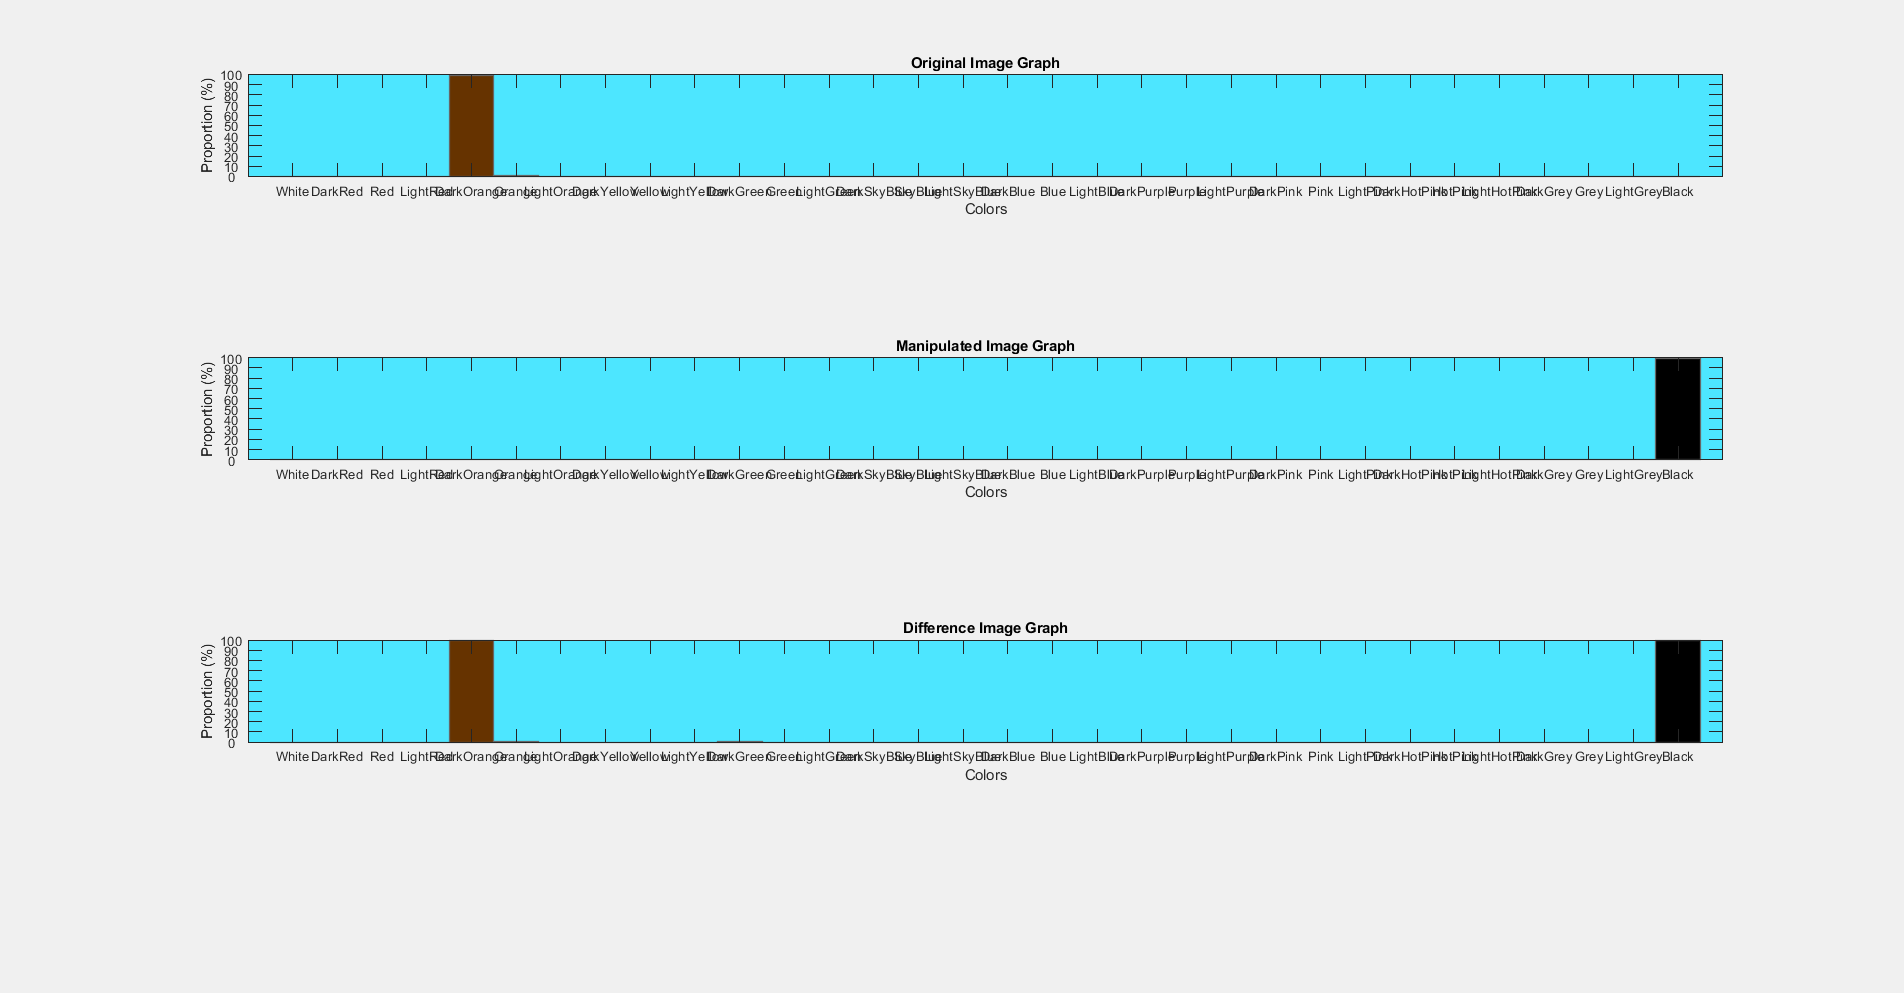 Original Image Graph
Proportion (%)
100
90
80
70
60
50
40
30
20
10
0
White DarkRed Red LightRed DarkOrange Orange LightOrange DarkYellow Yellow LightYellow DarkGreen Green LightGreen DarkSkyBlue SkyBlue LightSkyBlue DarkBlue Blue LightBlue DarkPurple Purple LightPurple DarkPink Pink LightPink DarkHotPink HotPink LightHotPink DarkGrey Grey LightGrey Black
Colors
Manipulated Image Graph
Proportion (%)
100
90
80
70
60
50
40
30
20
10
0
White DarkRed Red LightRed DarkOrange Orange LightOrange DarkYellow Yellow LightYellow DarkGreen Green LightGreen DarkSkyBlue SkyBlue LightSkyBlue DarkBlue Blue LightBlue DarkPurple Purple LightPurple DarkPink Pink LightPink DarkHotPink HotPink LightHotPink DarkGrey Grey LightGrey Black
Colors
Difference Image Graph
Proportion (%)
100
90
80
70
60
50
40
30
20
10
0
White DarkRed Red LightRed DarkOrange Orange LightOrange DarkYellow Yellow LightYellow DarkGreen Green LightGreen DarkSkyBlue SkyBlue LightSkyBlue DarkBlue Blue LightBlue DarkPurple Purple LightPurple DarkPink Pink LightPink DarkHotPink HotPink LightHotPink DarkGrey Grey LightGrey Black
Colors